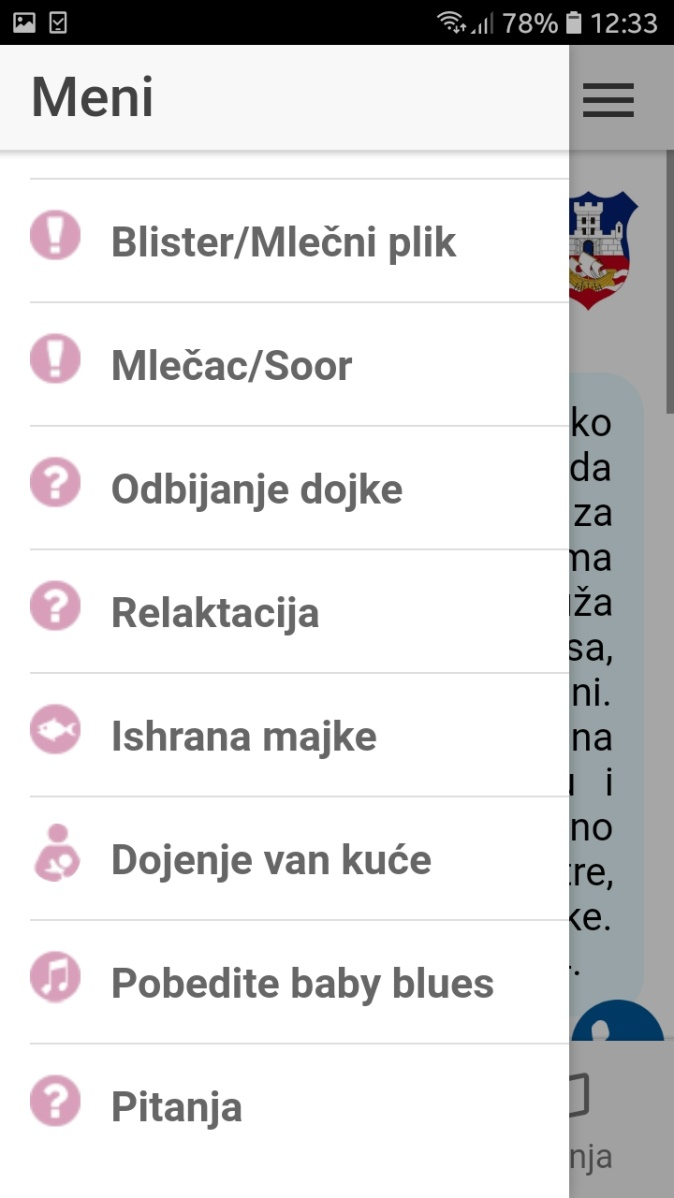 78% 12:33
Meni
Blister/Mlečni plik
Mlečac/Soor
Odbijanje dojke
Relaktacija
Ishrana majke
Dojenje van kuće
Pobedite baby blues
Pitanja